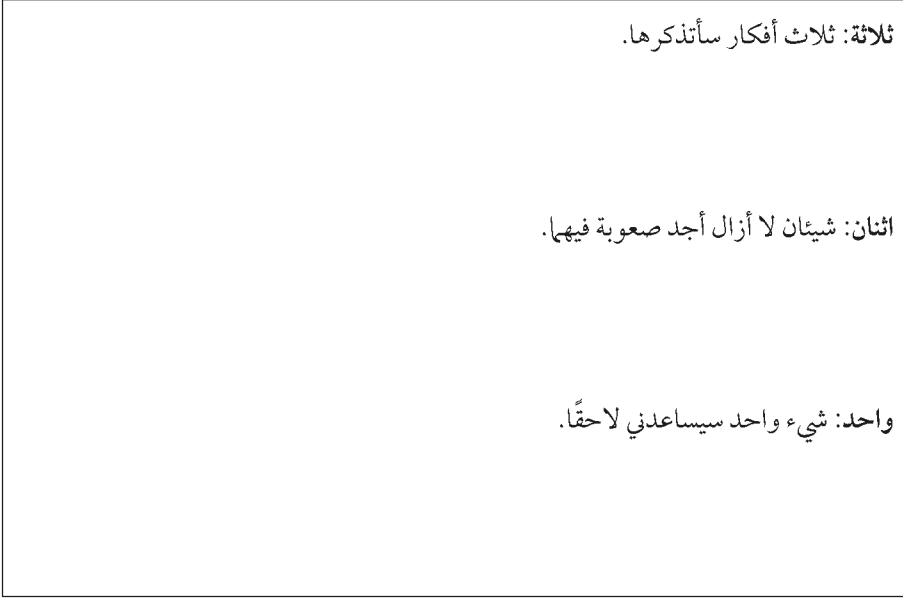 ثلاثة: ثلاث أفكار سأتذكرها.
اثنان: شيئان لا أزال أجد صعوبة فيهما.
واحد: شيء واحد سيساعدني لاحقًا.